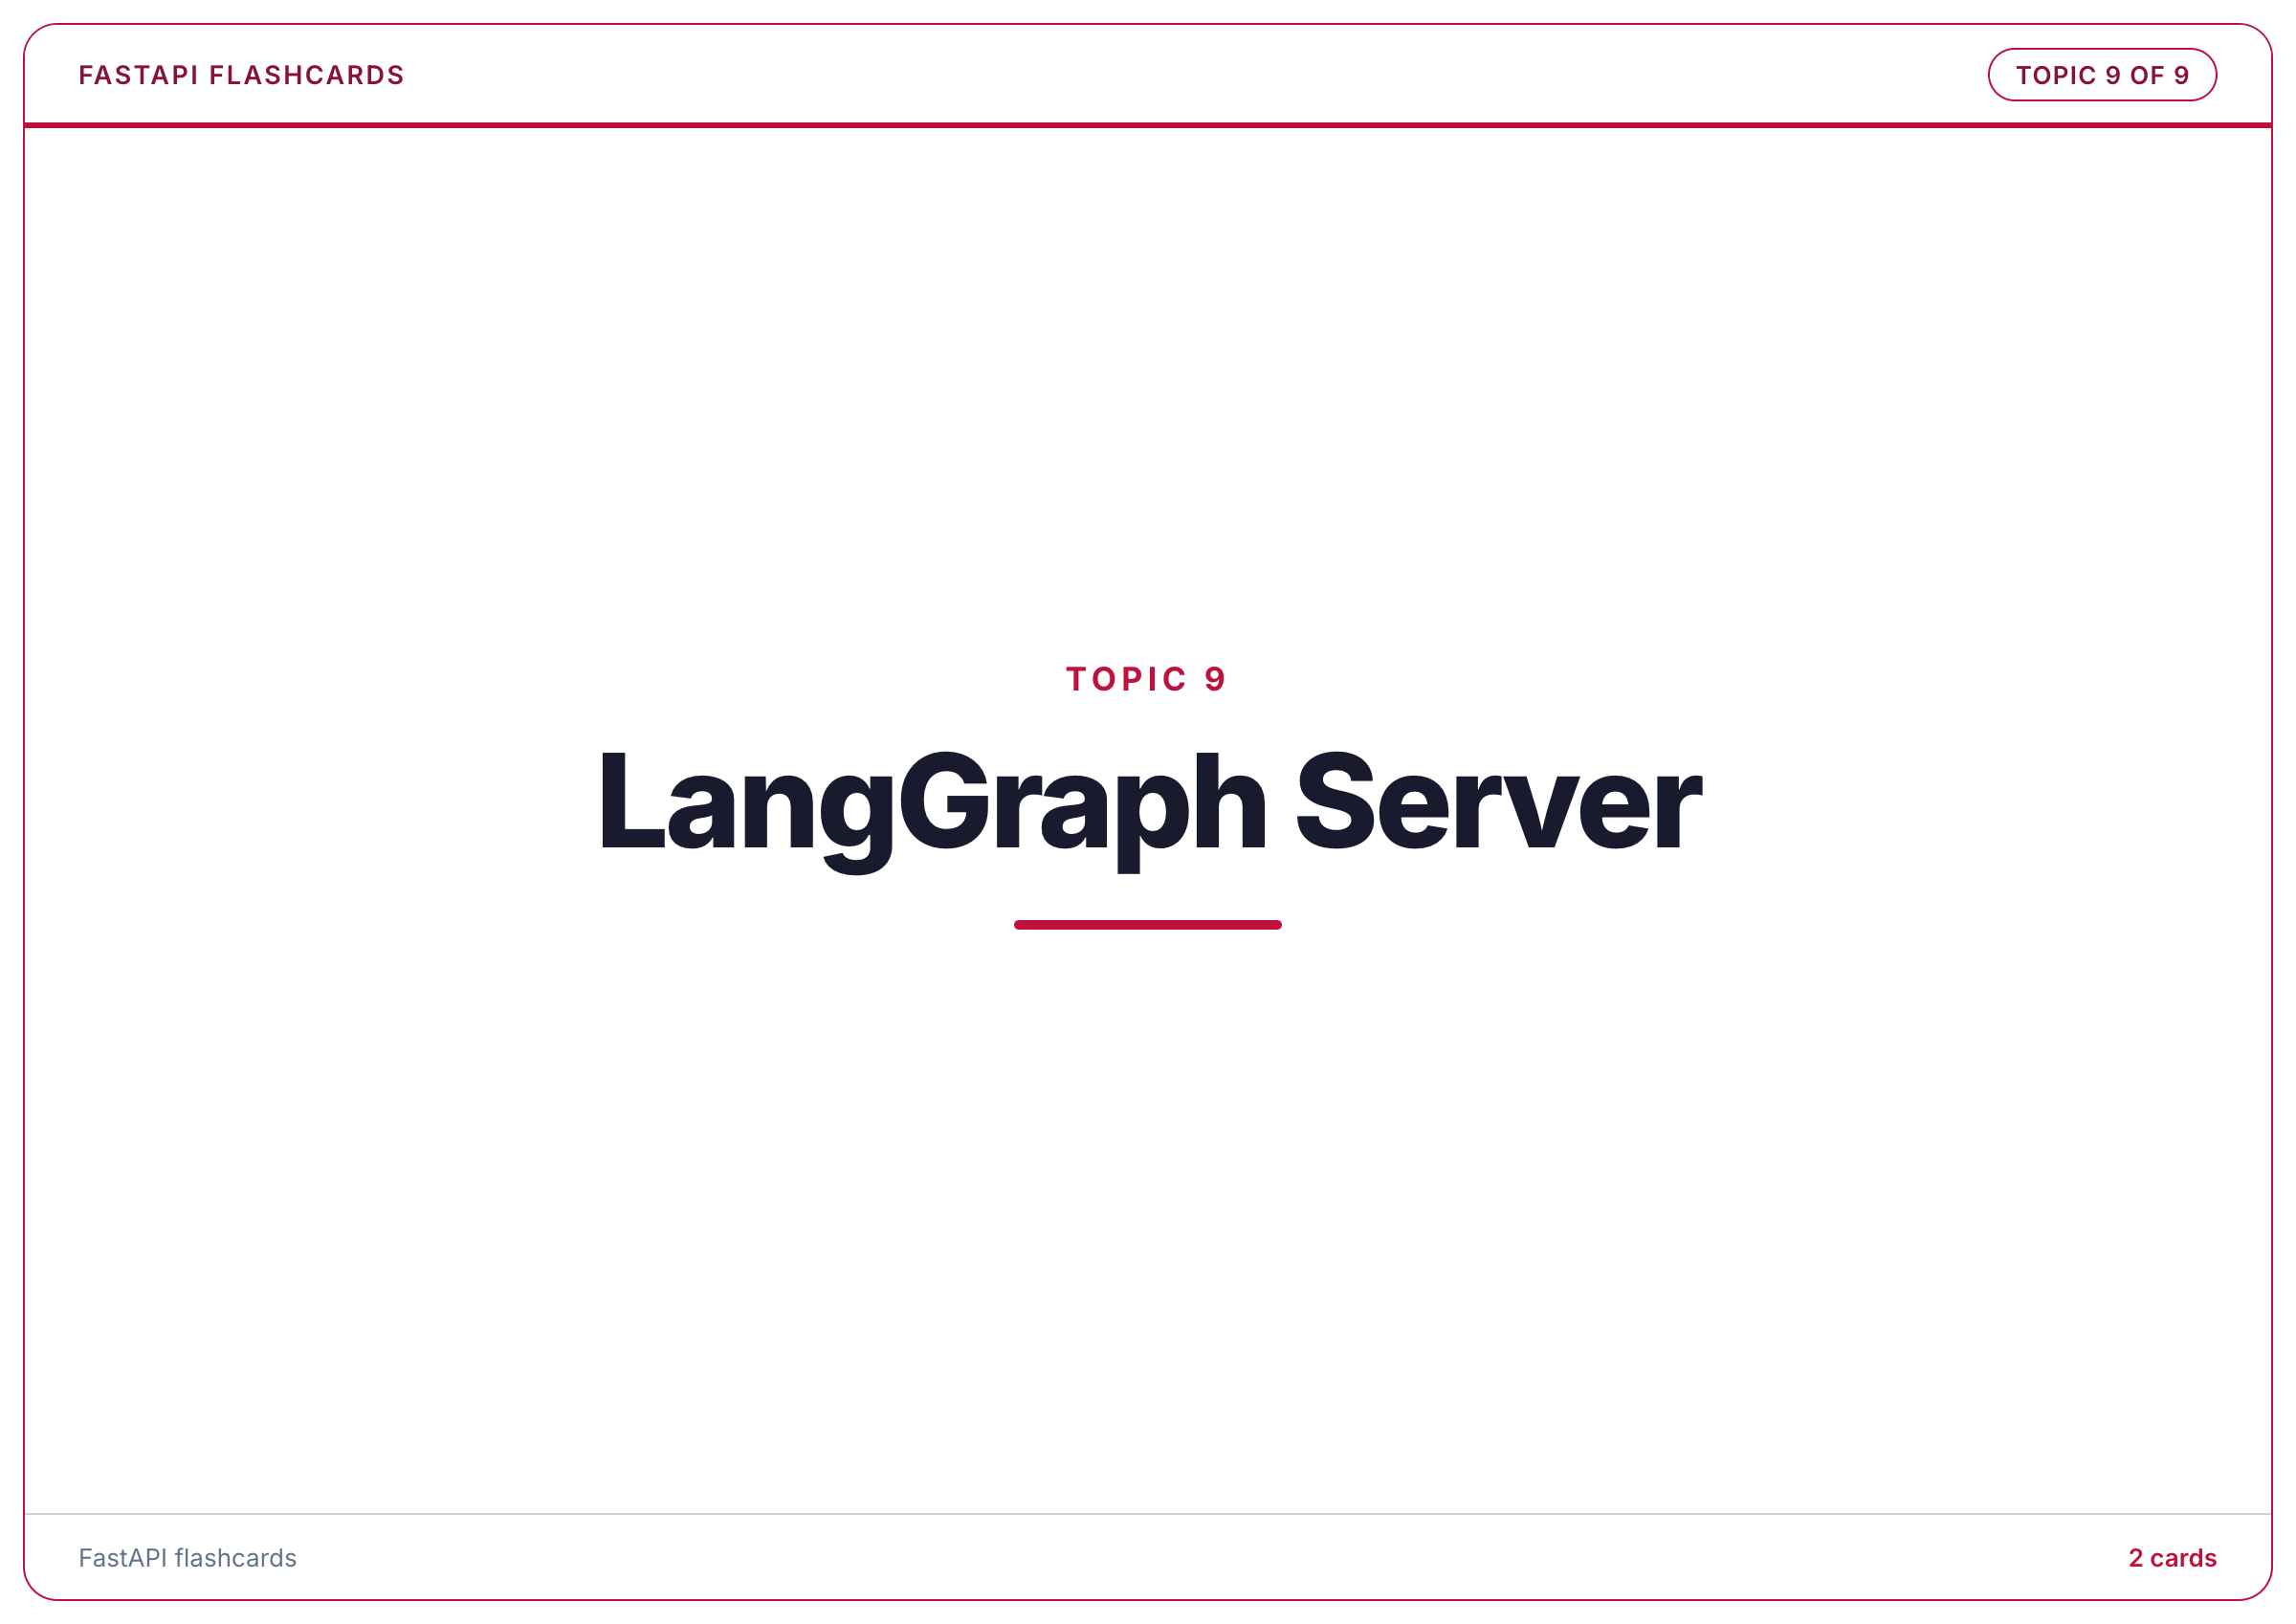 FASTAPI FLASHCARDS
TOPIC 9 OF 9
TOPIC 9
LangGraph Server
FastAPI flashcards
2 cards